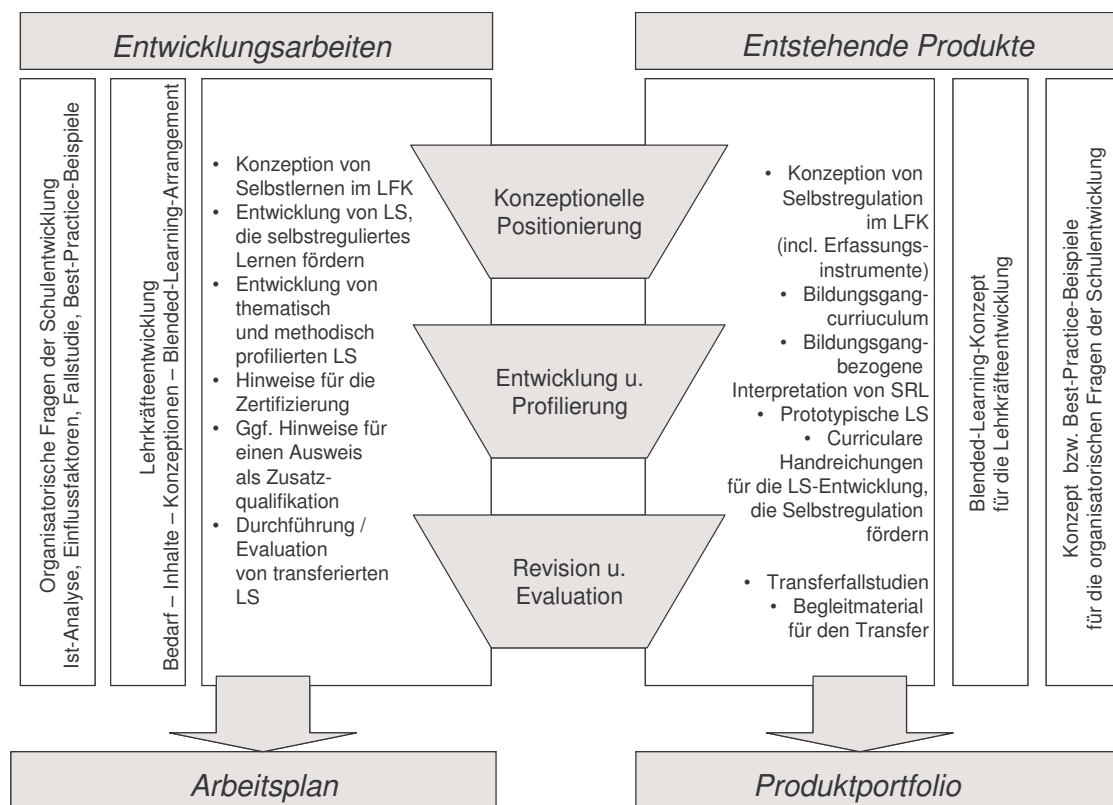 Entwicklungsarbeiten
Entstehende Produkte
Organisatorische Fragen der Schulentwicklung
Ist-Analyse, Einflussfaktoren, Fallstudie, Best-Practice-Beispiele
Lehrkräfteentwicklung
Bedarf – Inhalte – Konzeptionen – Blended-Learning-Arrangement
• Konzeption von
Selbstlernen im LFK
• Entwicklung von LS,
die selbstreguliertes
Lernen fördern
• Entwicklung von
thematisch
und methodisch
profilierten LS
• Hinweise für die
Zertifizierung
• Ggf. Hinweise für
einen Ausweis
als Zusatz-
qualifikation
• Durchführung /
Evaluation
von transferierten
LS
Konzeptionelle
Positionierung
Entwicklung u.
Profilierung
Revision u.
Evaluation
• Konzeption von
Selbstregulation
im LFK
(incl. Erfassungs-
instrumente)
• Bildungsgang-
curriuculum
• Bildungsgang-
bezogene
Interpretation von SRL
• Prototypische LS
• Curriculare
Handreichungen
für die LS-Entwicklung,
die Selbstregulation
fördern
• Transferfallstudien
• Begleitmaterial
für den Transfer
Blended-Learning-Konzept
für die Lehrkräfteentwicklung
Konzept bzw. Best-Practice-Beispiele
für die organisatorischen Fragen der Schulentwicklung
Arbeitsplan
Produktportfolio